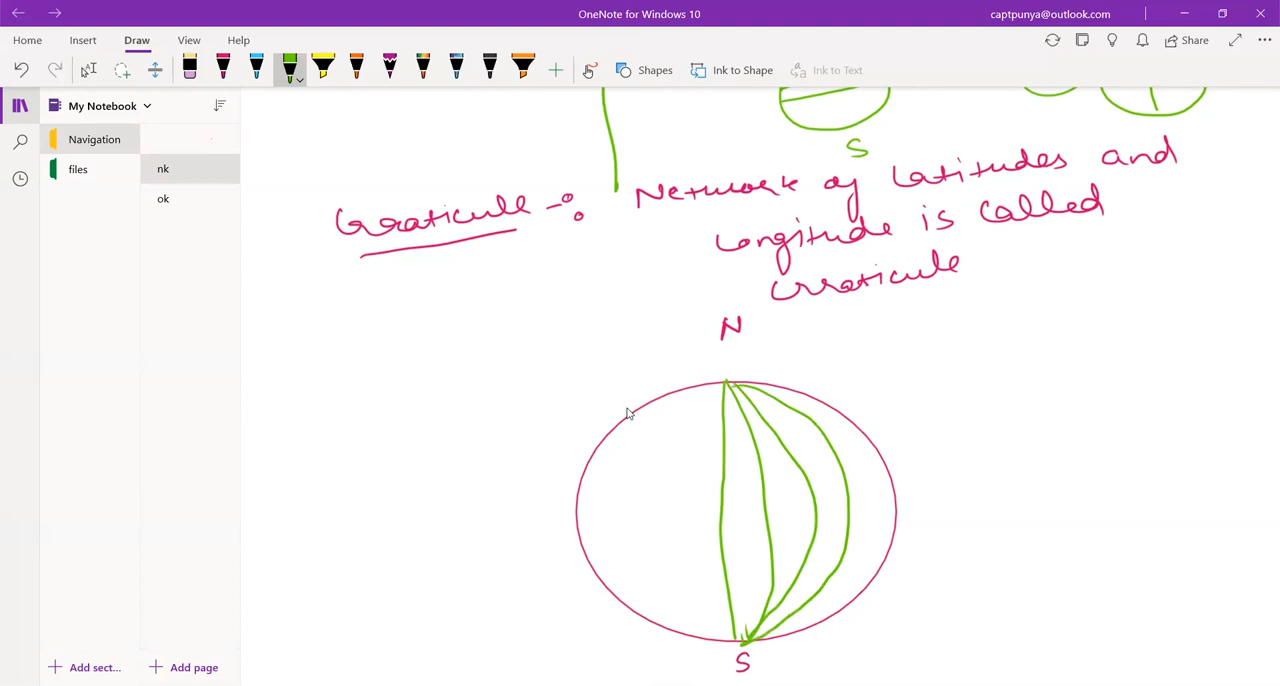 OneNote for Windows 10
captpunya@outlook.com
Home Insert Draw View Help
Share
Shapes Ink to Shape Ink to Text
My Notebook
Navigation
nk
files
ok
S
Graticule -: Network of Latitudes and
Longitude is called
Graticule
N
S
+ Add sect... + Add page